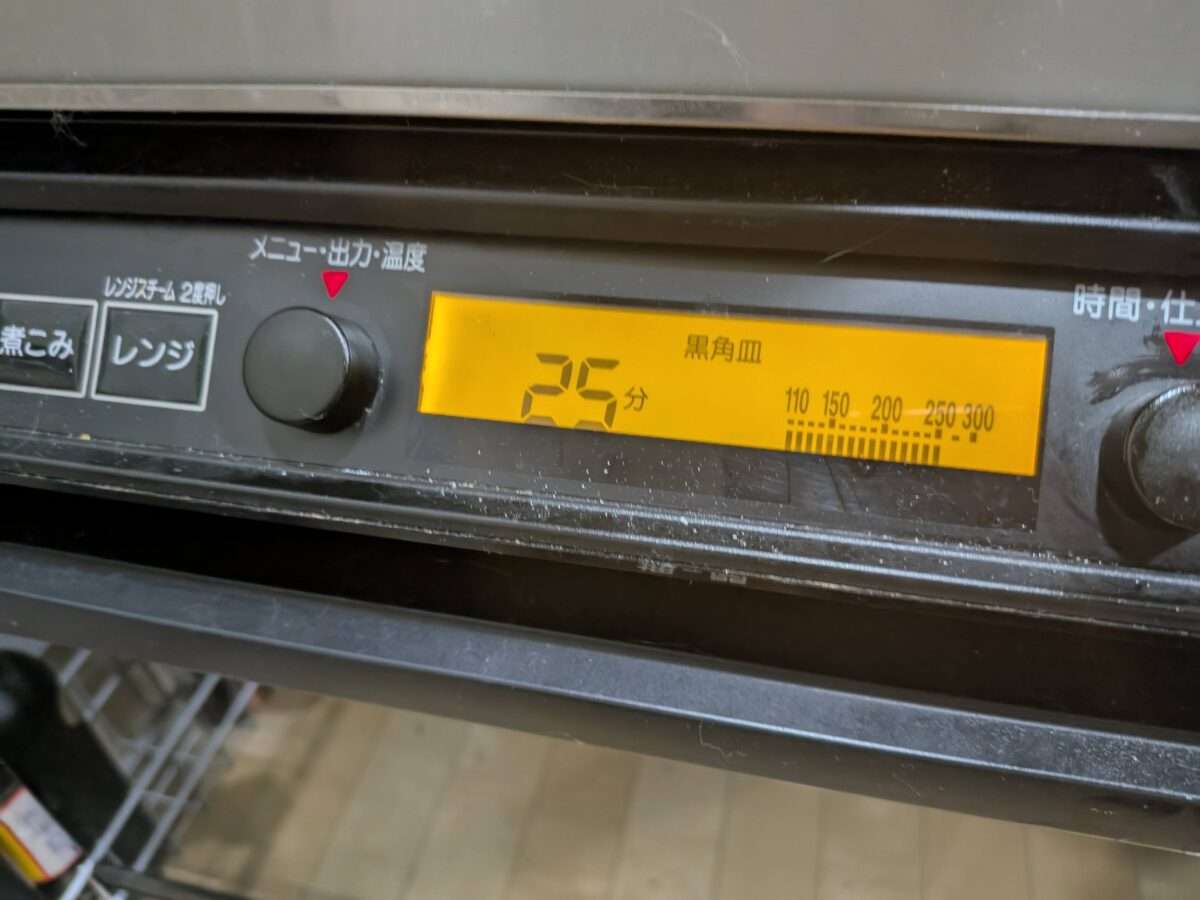 メニュー・出力・温度
レンジスチーム 2度押し
煮こみ
レンジ
黒角皿
25分
110 150 200 250 300
時間・仕